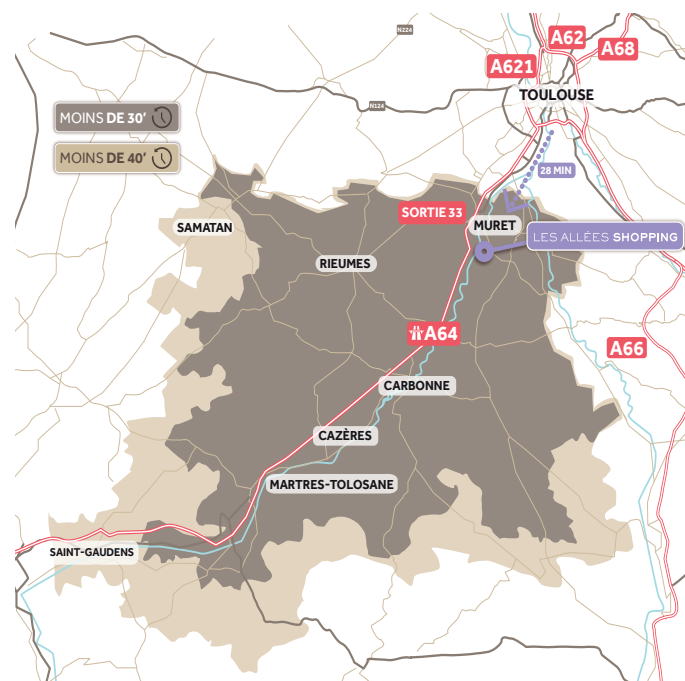 N224
A62
A68
A621
TOULOUSE
N124
MOINS DE 30'
MOINS DE 40'
28 MIN
SORTIE 33
MURET
SAMATAN
LES ALLÉES SHOPPING
RIEUMES
A64
A66
CARBONNE
CAZÈRES
MARTRES-TOLOSANE
SAINT-GAUDENS